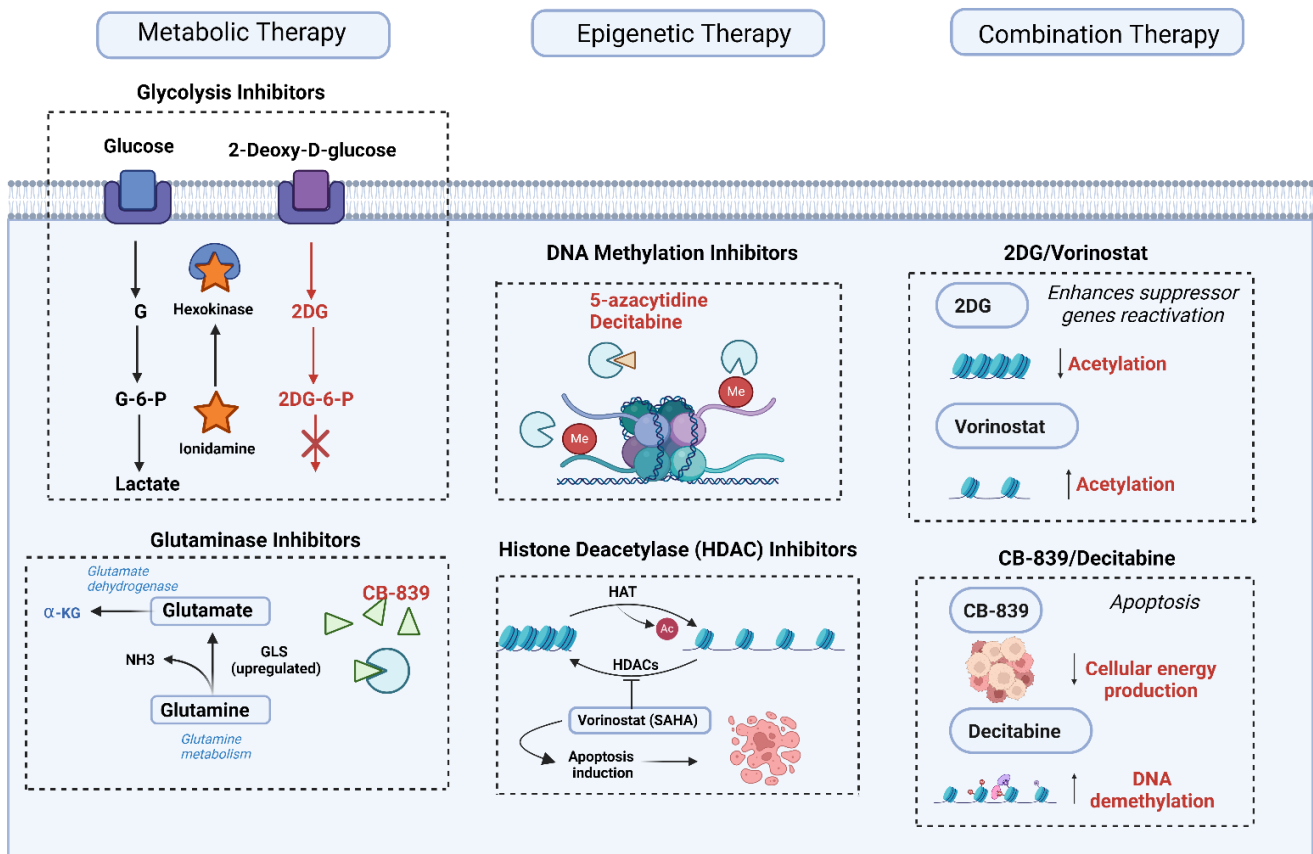 Metabolic Therapy
Epigenetic Therapy
Combination Therapy
Glycolysis Inhibitors
Glucose
2-Deoxy-D-glucose
G
Hexokinase
2DG
G-6-P
2DG-6-P
Ionidamine
Lactate
Glutaminase Inhibitors
Glutamate
dehydrogenase
α-KG
Glutamate
CB-839
NH3
GLS
(upregulated)
Glutamine
Glutamine
metabolism
DNA Methylation Inhibitors
5-azacytidine
Decitabine
Me
Me
Histone Deacetylase (HDAC) Inhibitors
HAT
Ac
HDACs
Vorinostat (SAHA)
Apoptosis
induction
2DG/Vorinostat
2DG
Enhances suppressor
genes reactivation
Acetylation
Vorinostat
Acetylation
CB-839/Decitabine
CB-839
Apoptosis
Cellular energy
production
Decitabine
DNA
demethylation